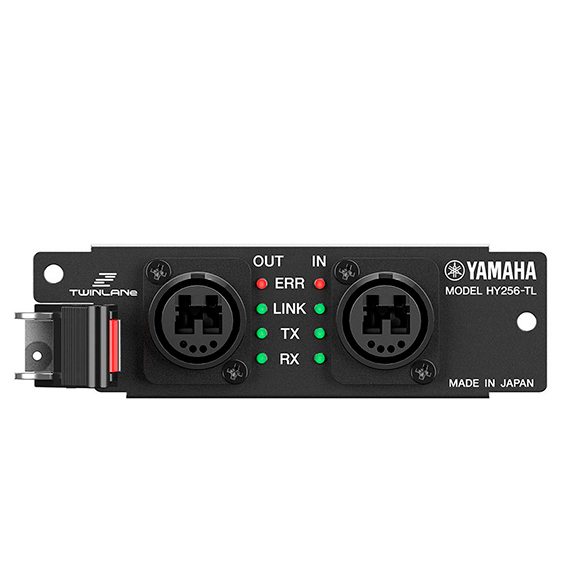 OUT IN
TWINLANe
ERR
LINK
TX
RX
YAMAHA
MODEL HY256-TL
MADE IN JAPAN